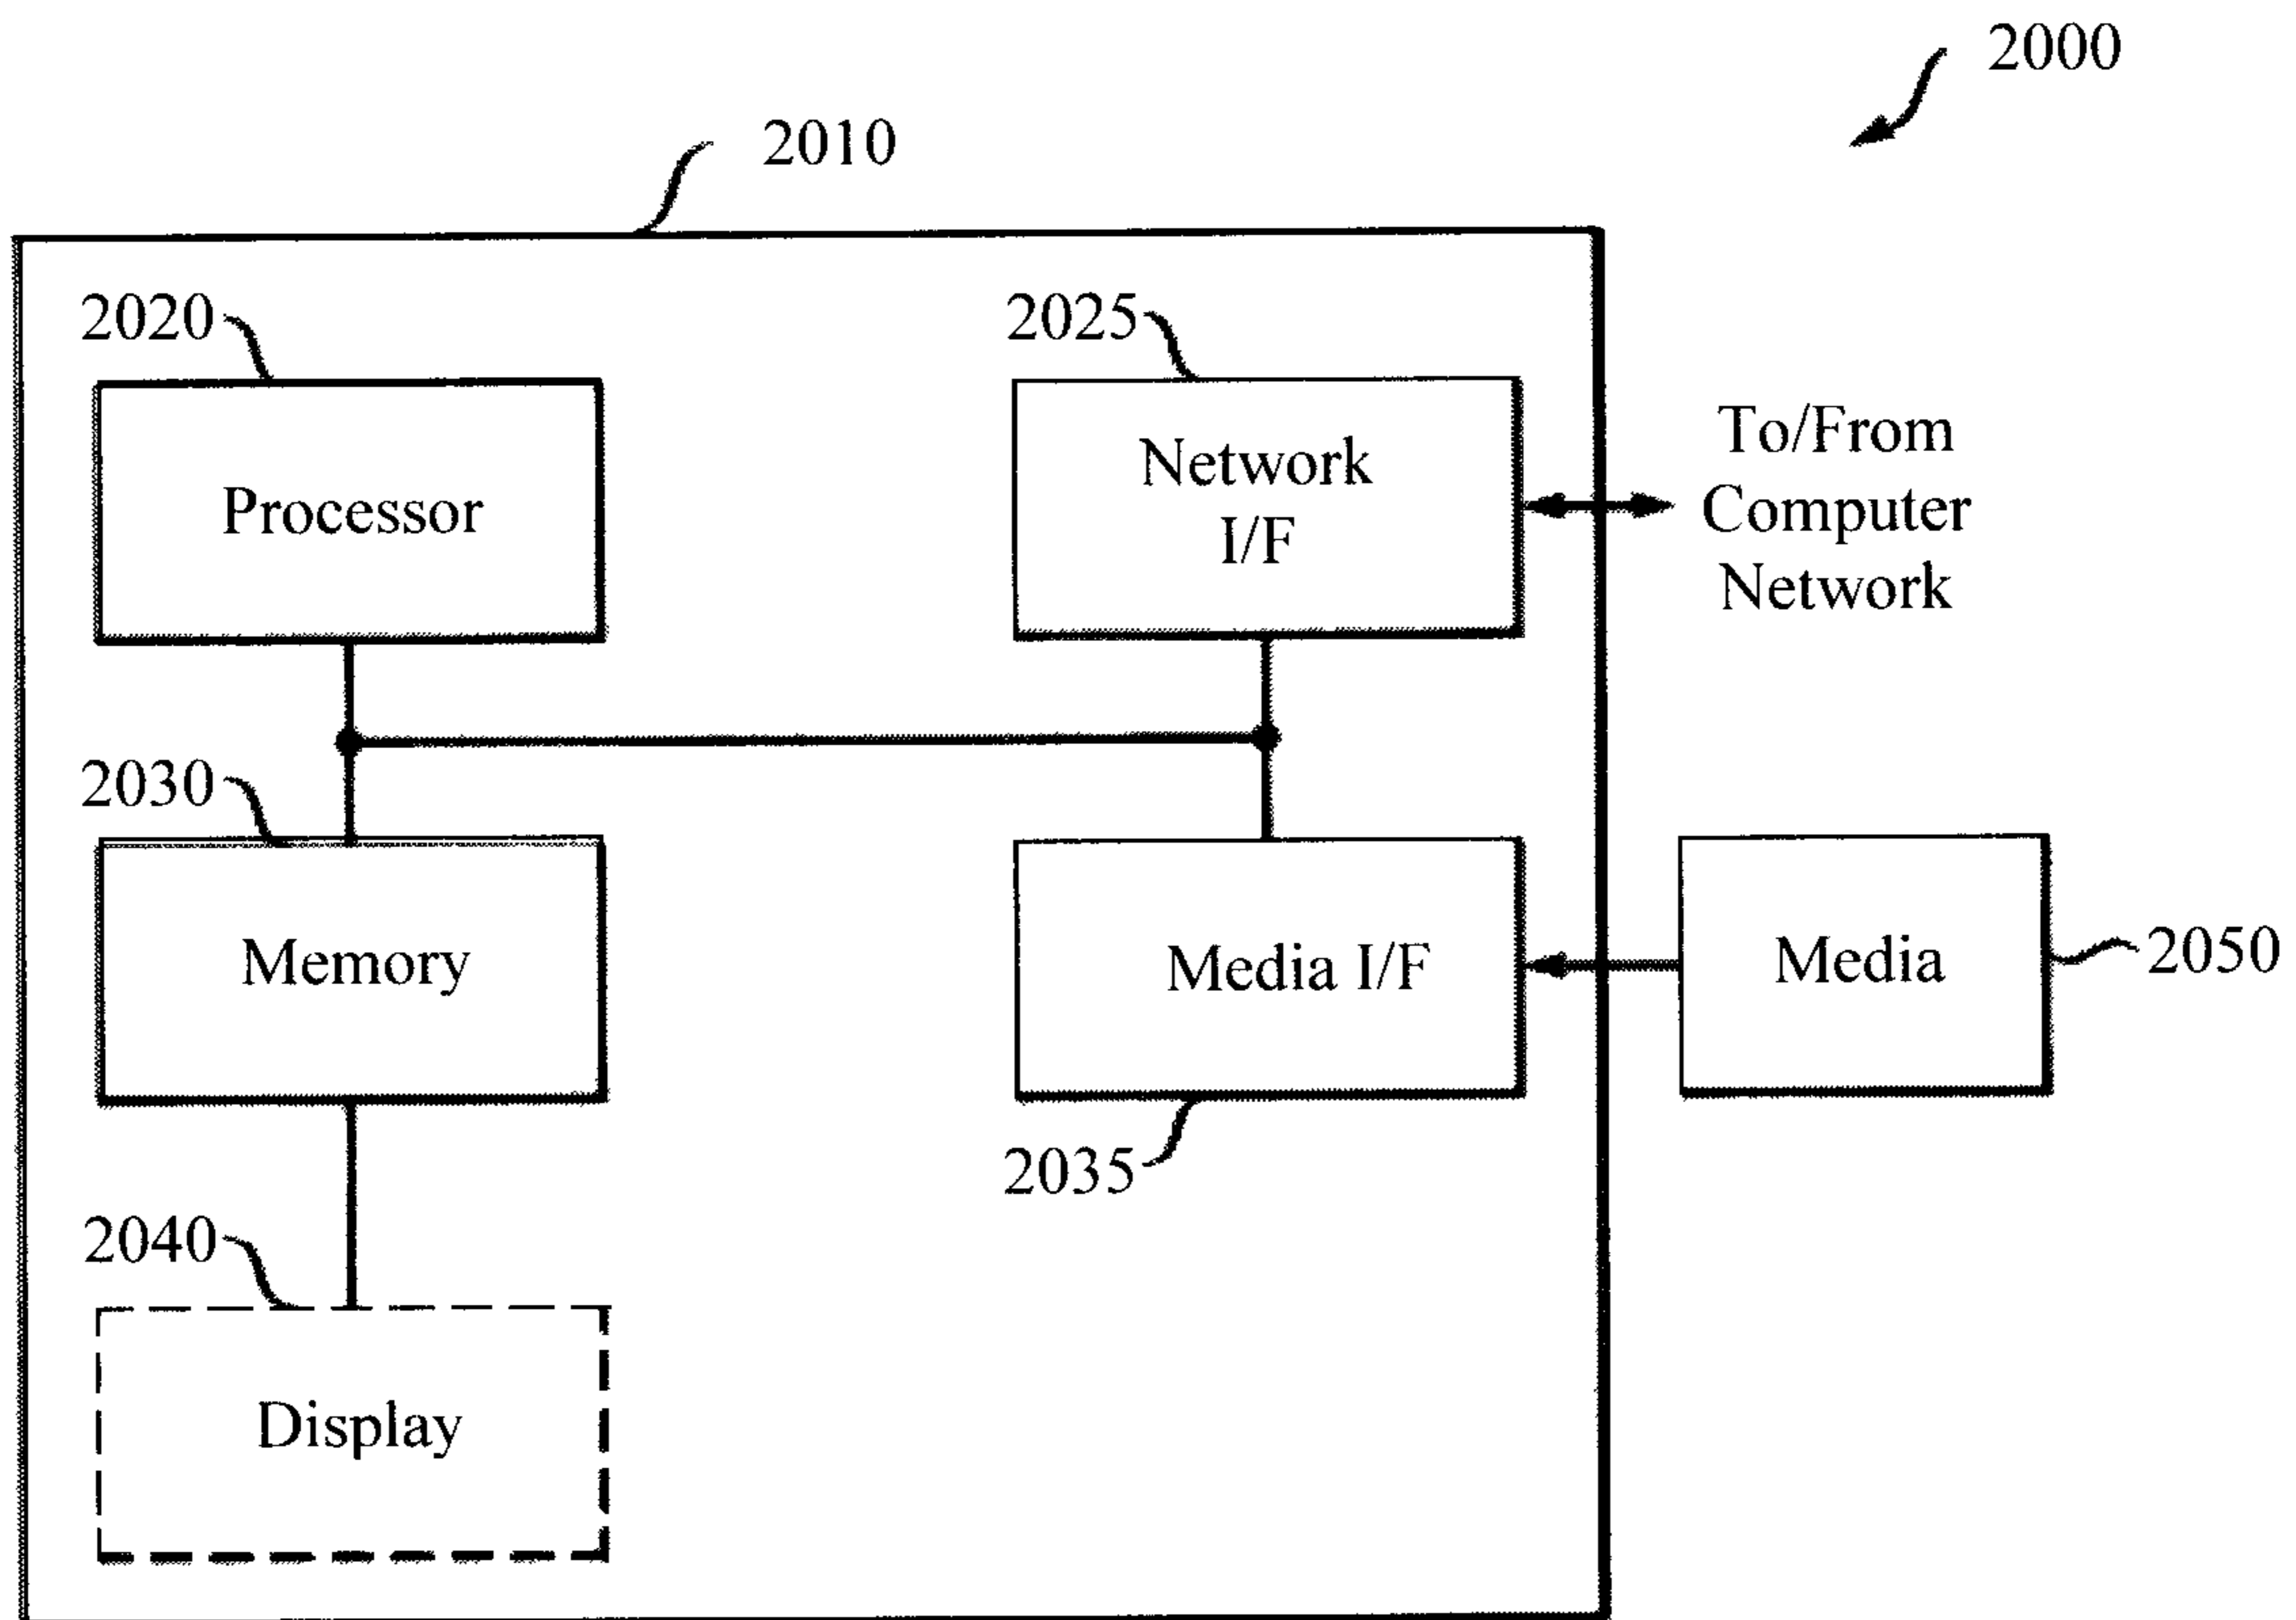 2000
2010
2020
2025
Processor
Network
I/F
To/From
Computer
Network
2030
Memory
Media I/F
Media
2050
2035
2040
Display